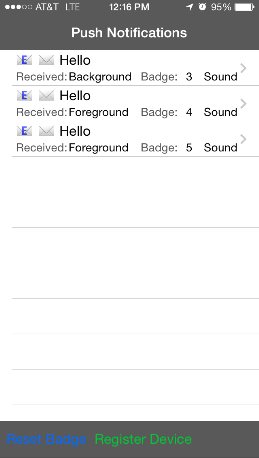 AT&T LTE 12:16 PM 95%
Push Notifications
E Hello
Received: Background Badge: 3 Sound
E Hello
Received: Foreground Badge: 4 Sound
E Hello
Received: Foreground Badge: 5 Sound
Reset Badge Register Device